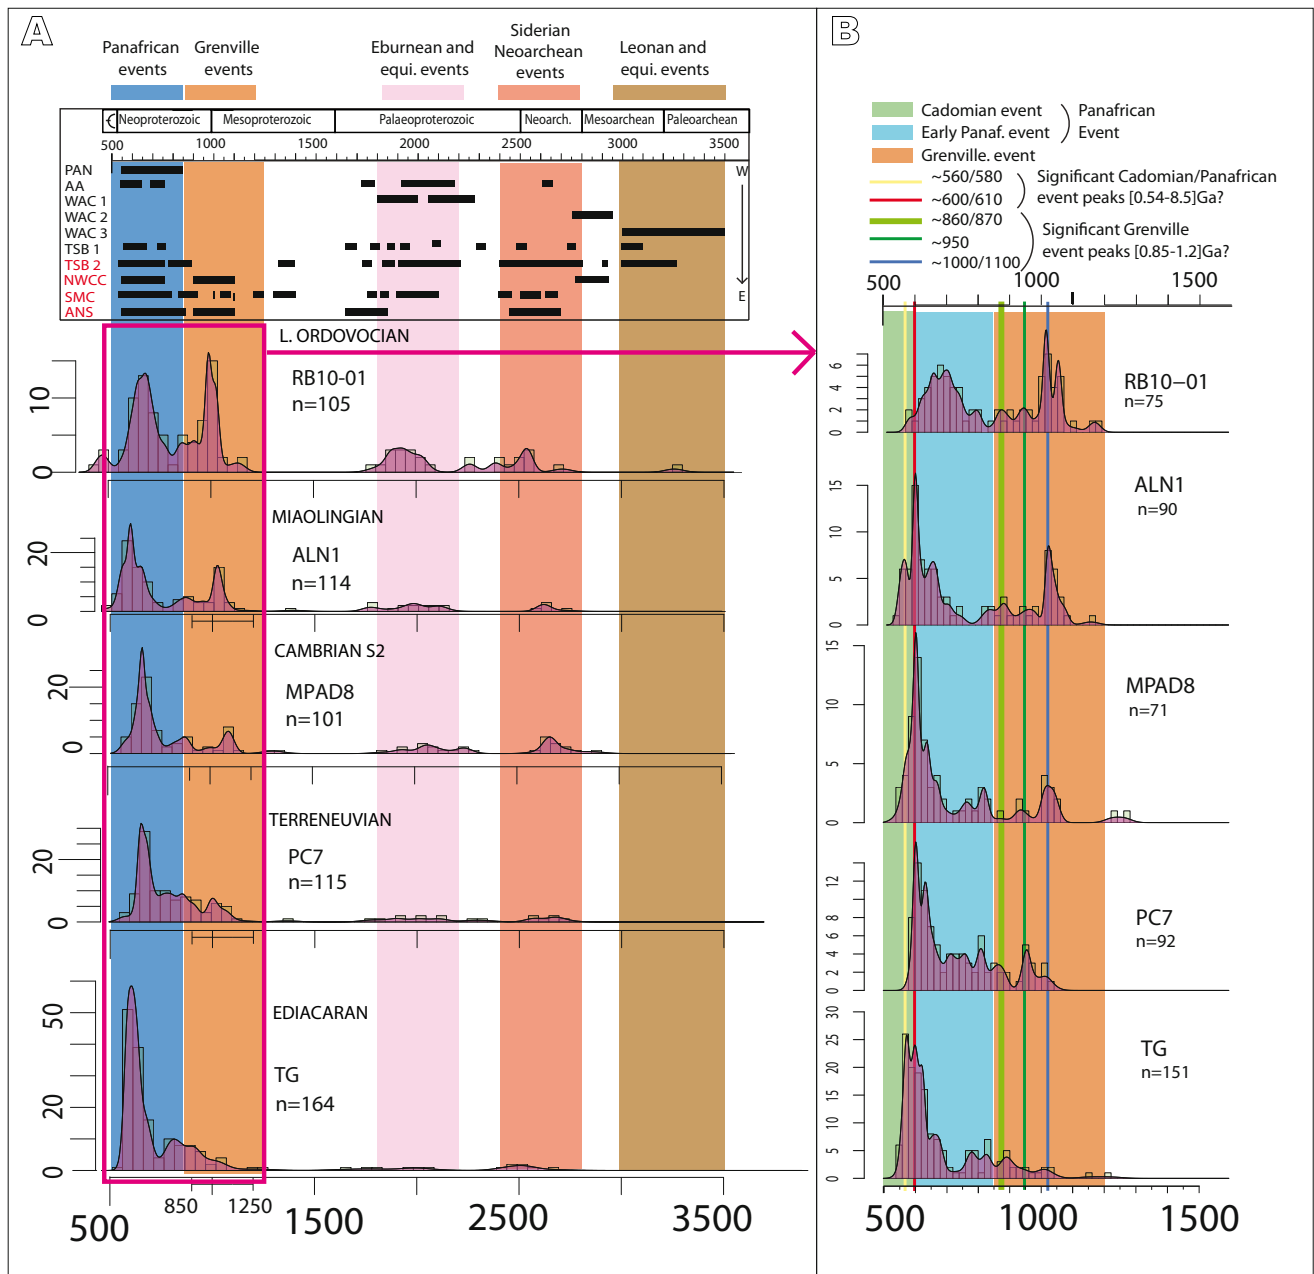 A
Panafrican
events
Grenville
events
Eburnean and
equi. events
Siderian
Neoarchean
events
Leonan and
equi. events
Є Neoproterozoic Mesoproterozoic Palaeoproterozoic Neoarch. Mesoarchean Paleoarchean
500 1000 1500 2000 2500 3000 3500
PAN W
AA
WAC 1
WAC 2
WAC 3
TSB 1
TSB 2
NWCC
SMC E
ANS
L. ORDOVOCIAN
RB10-01
n=105
10
0
MIAOLINGIAN
ALN1
n=114
20
0
CAMBRIAN S2
MPAD8
n=101
20
0
TERRENEUVIAN
PC7
n=115
20
0
EDIACARAN
TG
n=164
50
20
0
850 1250
500 1500 2500 3500
B
Cadomian event
Early Panaf. event
Panafrican
Event
Grenville. event
~560/580
~600/610
Significant Cadomian/Panafrican
event peaks [0.54-8.5]Ga?
~860/870
~950
~1000/1100
Significant Grenville
event peaks [0.85-1.2]Ga?
500 1000 1500
6
4
2
0
RB10–01
n=75
15
10
5
0
ALN1
n=90
15
10
5
0
MPAD8
n=71
12
8
6
4
2
0
PC7
n=92
30
25
20
15
10
5
0
TG
n=151
500 1000 1500